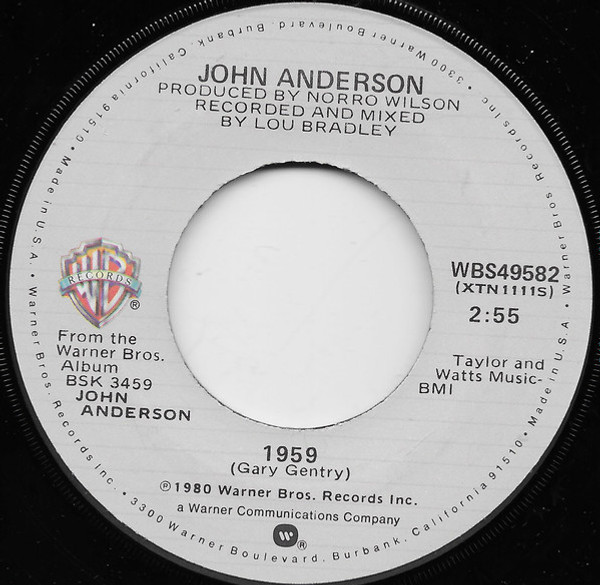 JOHN ANDERSON
PRODUCED BY NORRO WILSON
RECORDED AND MIXED
BY LOU BRADLEY
WB
RECORDS
®
WBS49582
(XTN1111S)
2:55
From the
Warner Bros.
Album
BSK 3459
JOHN
ANDERSON
Taylor and
Watts Music-
BMI
1959
(Gary Gentry)
℗1980 Warner Bros. Records Inc.
a Warner Communications Company
W®
Warner Bros. Records Inc. • 3300 Warner Boulevard, Burbank, California 91510 • Made in U.S.A. •
Warner Bros. Records Inc. • 3300 Warner Boulevard, Burbank, California 91510 • Made in U.S.A. •